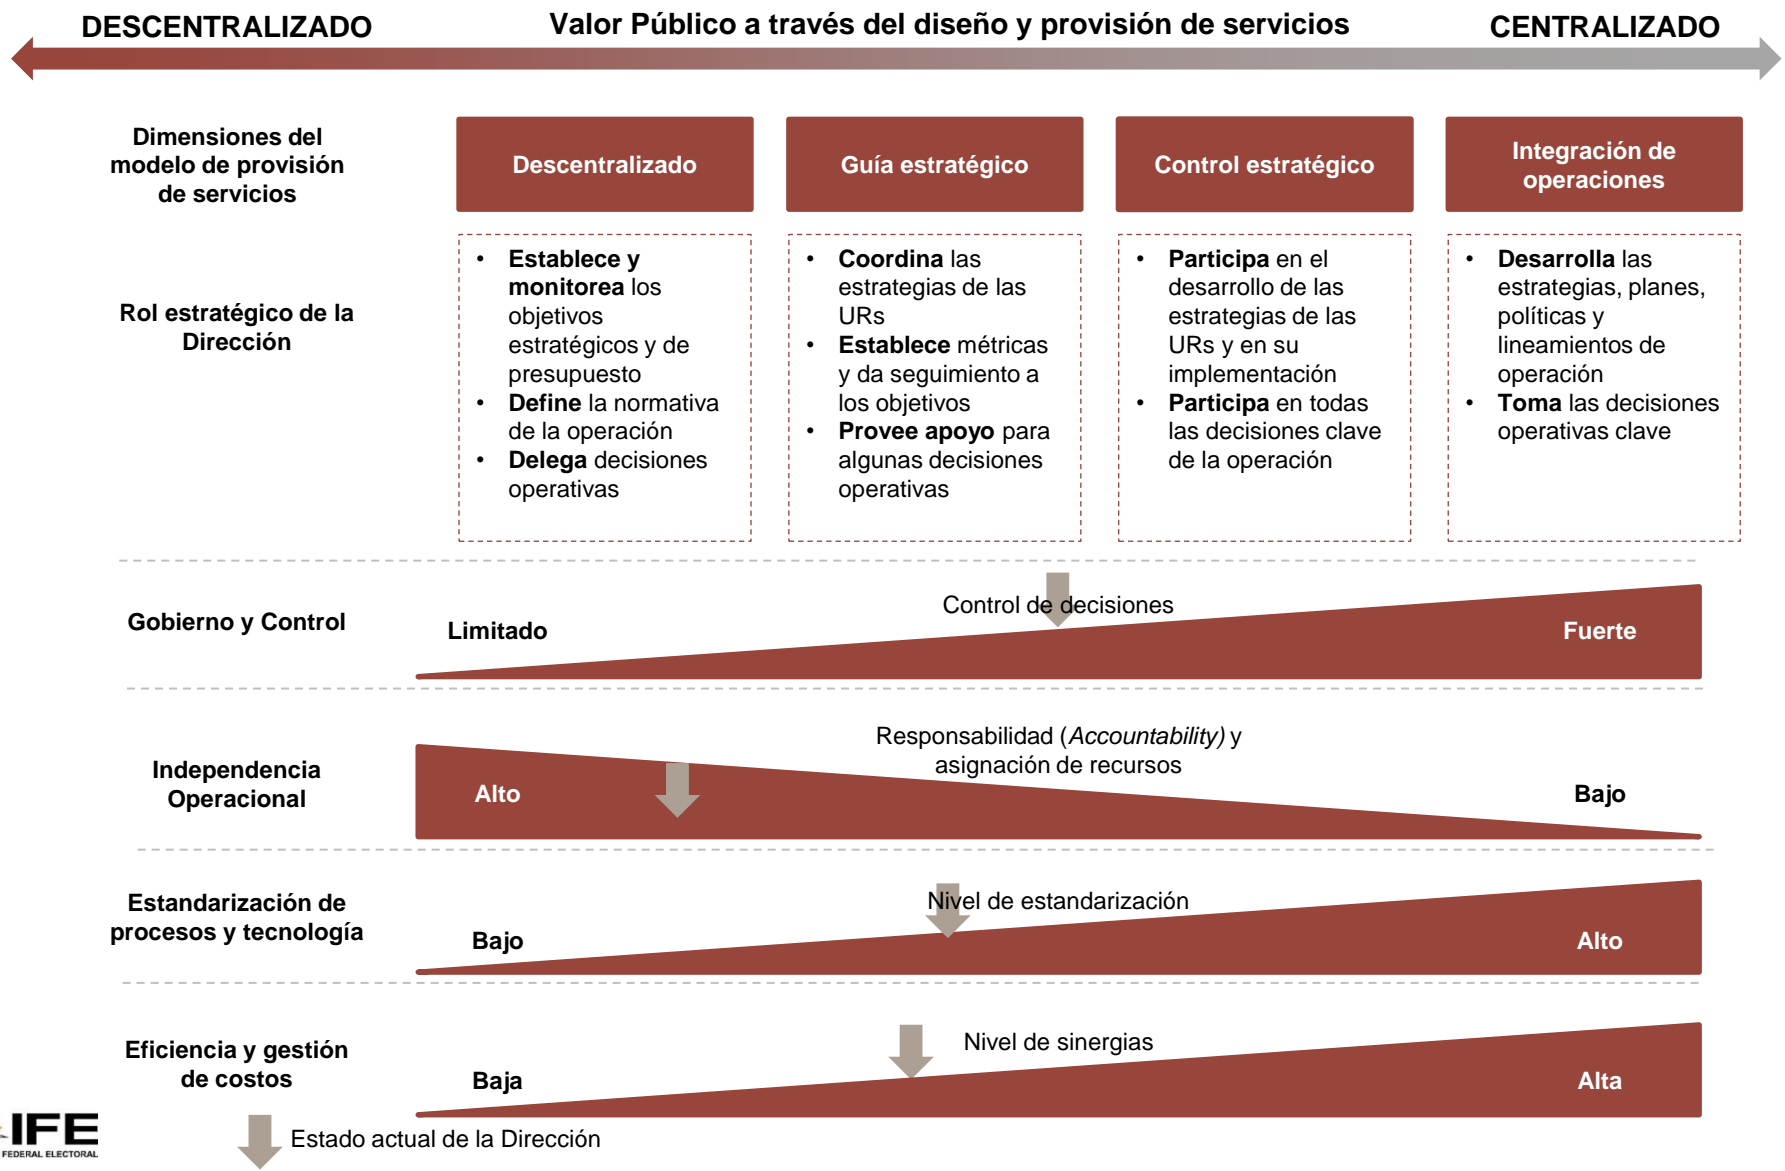 DESCENTRALIZADO
Valor Público a través del diseño y provisión de servicios
CENTRALIZADO
Dimensiones del
modelo de provisión
de servicios
Descentralizado
Guía estratégico
Control estratégico
Integración de
operaciones
Rol estratégico de la
Dirección
• Establece y
monitorea los
objetivos
estratégicos y de
presupuesto
• Define la normativa
de la operación
• Delega decisiones
operativas
• Coordina las
estrategias de las
URs
• Establece métricas
y da seguimiento a
los objetivos
• Provee apoyo para
algunas decisiones
operativas
• Participa en el
desarrollo de las
estrategias de las
URs y en su
implementación
• Participa en todas
las decisiones clave
de la operación
• Desarrolla las
estrategias, planes,
políticas y
lineamientos de
operación
• Toma las decisiones
operativas clave
Gobierno y Control
Limitado
Control de decisiones
Fuerte
Independencia
Operacional
Alto
Responsabilidad (Accountability) y
asignación de recursos
Bajo
Estandarización de
procesos y tecnología
Bajo
Nivel de estandarización
Alto
Eficiencia y gestión
de costos
Baja
Nivel de sinergias
Alta
IFE
FEDERAL ELECTORAL
Estado actual de la Dirección